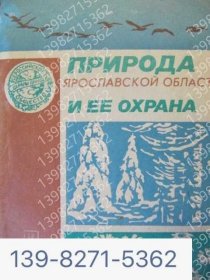 ПРИРОДА
ЯРОСЛАВСКОЙ ОБЛАСТ
И ЕЕ ОХРАНА
139-8271-5362